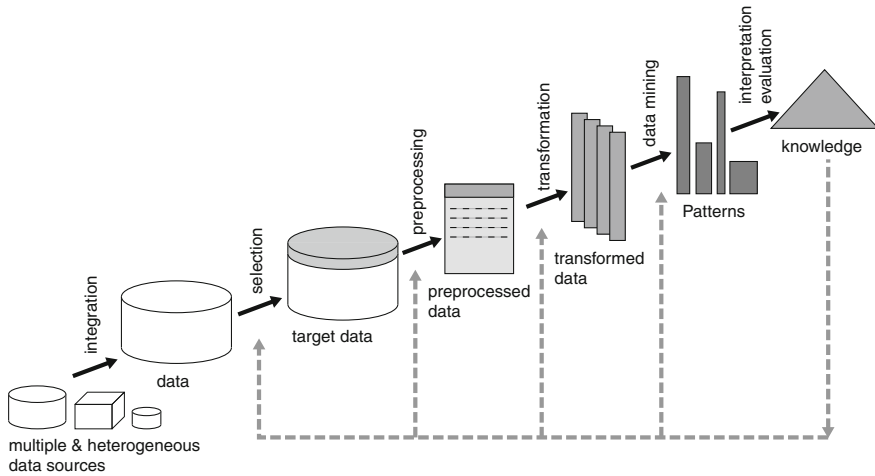 integration
selection
preprocessing
transformation
data mining
interpretation
evaluation
multiple & heterogeneous
data sources
data
target data
preprocessed
data
transformed
data
Patterns
knowledge